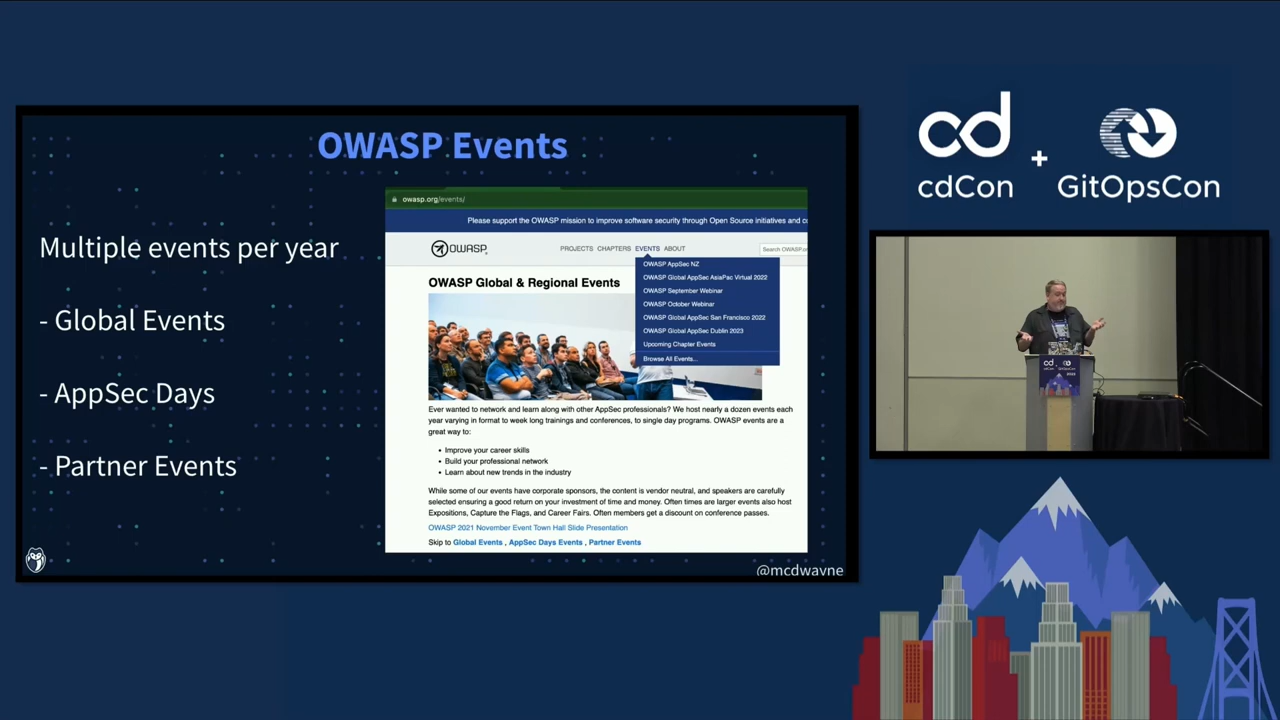 OWASP Events
Multiple events per year
- Global Events
- AppSec Days
- Partner Events
owasp.org/events/
Please support the OWASP mission to improve software security through Open Source initiatives and c
OWASP
PROJECTS CHAPTERS EVENTS ABOUT
Search OWASP.o
OWASP AppSec NZ
OWASP Global AppSec AsiaPac Virtual 2022
OWASP September Webinar
OWASP October Webinar
OWASP Global AppSec San Francisco 2022
OWASP Global AppSec Dublin 2023
Upcoming Chapter Events
Browse All Events...
OWASP Global & Regional Events
Ever wanted to network and learn along with other AppSec professionals? We host nearly a dozen events each
year varying in format to week long trainings and conferences, to single day programs. OWASP events are a
great way to:
• Improve your career skills
• Build your professional network
• Learn about new trends in the industry
While some of our events have corporate sponsors, the content is vendor neutral, and speakers are carefully
selected ensuring a good return on your investment of time and money. Often times are larger events also host
Expositions, Capture the Flags, and Career Fairs. Often members get a discount on conference passes.
OWASP 2021 November Event Town Hall Slide Presentation
Skip to Global Events , AppSec Days Events , Partner Events
@mcdwayne
cd
+
cdCon
GitOpsCon
cdCon
GitOpsCon